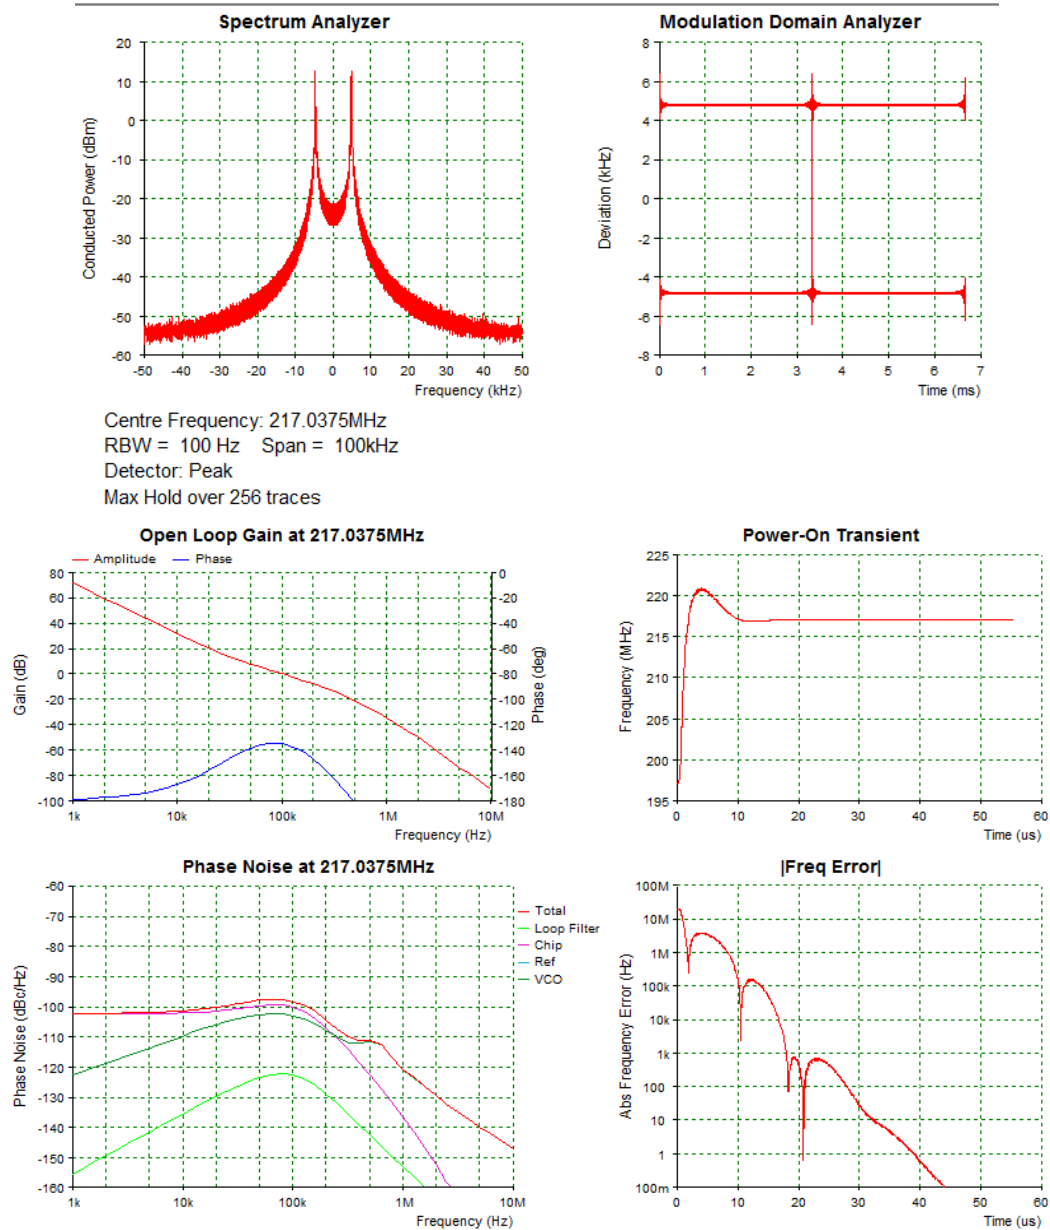 Spectrum Analyzer
Conducted Power (dBm)
20
10
0
-10
-20
-30
-40
-50
-60
-50 -40 -30 -20 -10 0 10 20 30 40 50
Frequency (kHz)
Modulation Domain Analyzer
Deviation (kHz)
8
6
4
2
0
-2
-4
-6
-8
0 1 2 3 4 5 6 7
Time (ms)
Centre Frequency: 217.0375MHz
RBW = 100 Hz Span = 100kHz
Detector: Peak
Max Hold over 256 traces
Open Loop Gain at 217.0375MHz
Amplitude Phase
Gain (dB)
80
60
40
20
0
-20
-40
-60
-80
-100
0
-20
-40
-60
-80
-100
-120
-140
-160
-180
Phase (deg)
1k 10k 100k 1M 10M
Frequency (Hz)
Power-On Transient
Frequency (MHz)
225
220
215
210
205
200
195
0 10 20 30 40 50 60
Time (us)
Phase Noise at 217.0375MHz
Phase Noise (dBc/Hz)
-60
-70
-80
-90
-100
-110
-120
-130
-140
-150
-160
1k 10k 100k 1M 10M
Frequency (Hz)
Total
Loop Filter
Chip
Ref
VCO
|Freq Error|
Abs Frequency Error (Hz)
100M
10M
1M
100k
10k
1k
100
10
1
100m
0 10 20 30 40 50 60
Time (us)